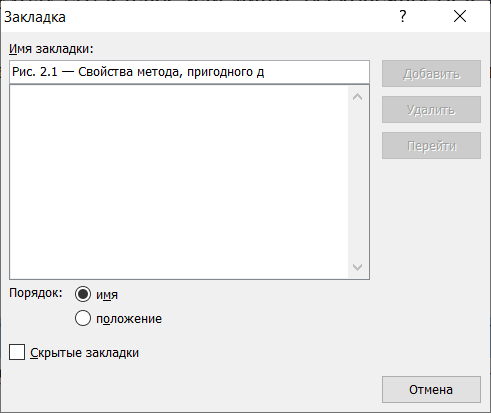 Закладка
?
Имя закладки:
Рис. 2.1 — Свойства метода, пригодного д
Добавить
Удалить
Перейти
Порядок:
имя
положение
Скрытые закладки
Отмена